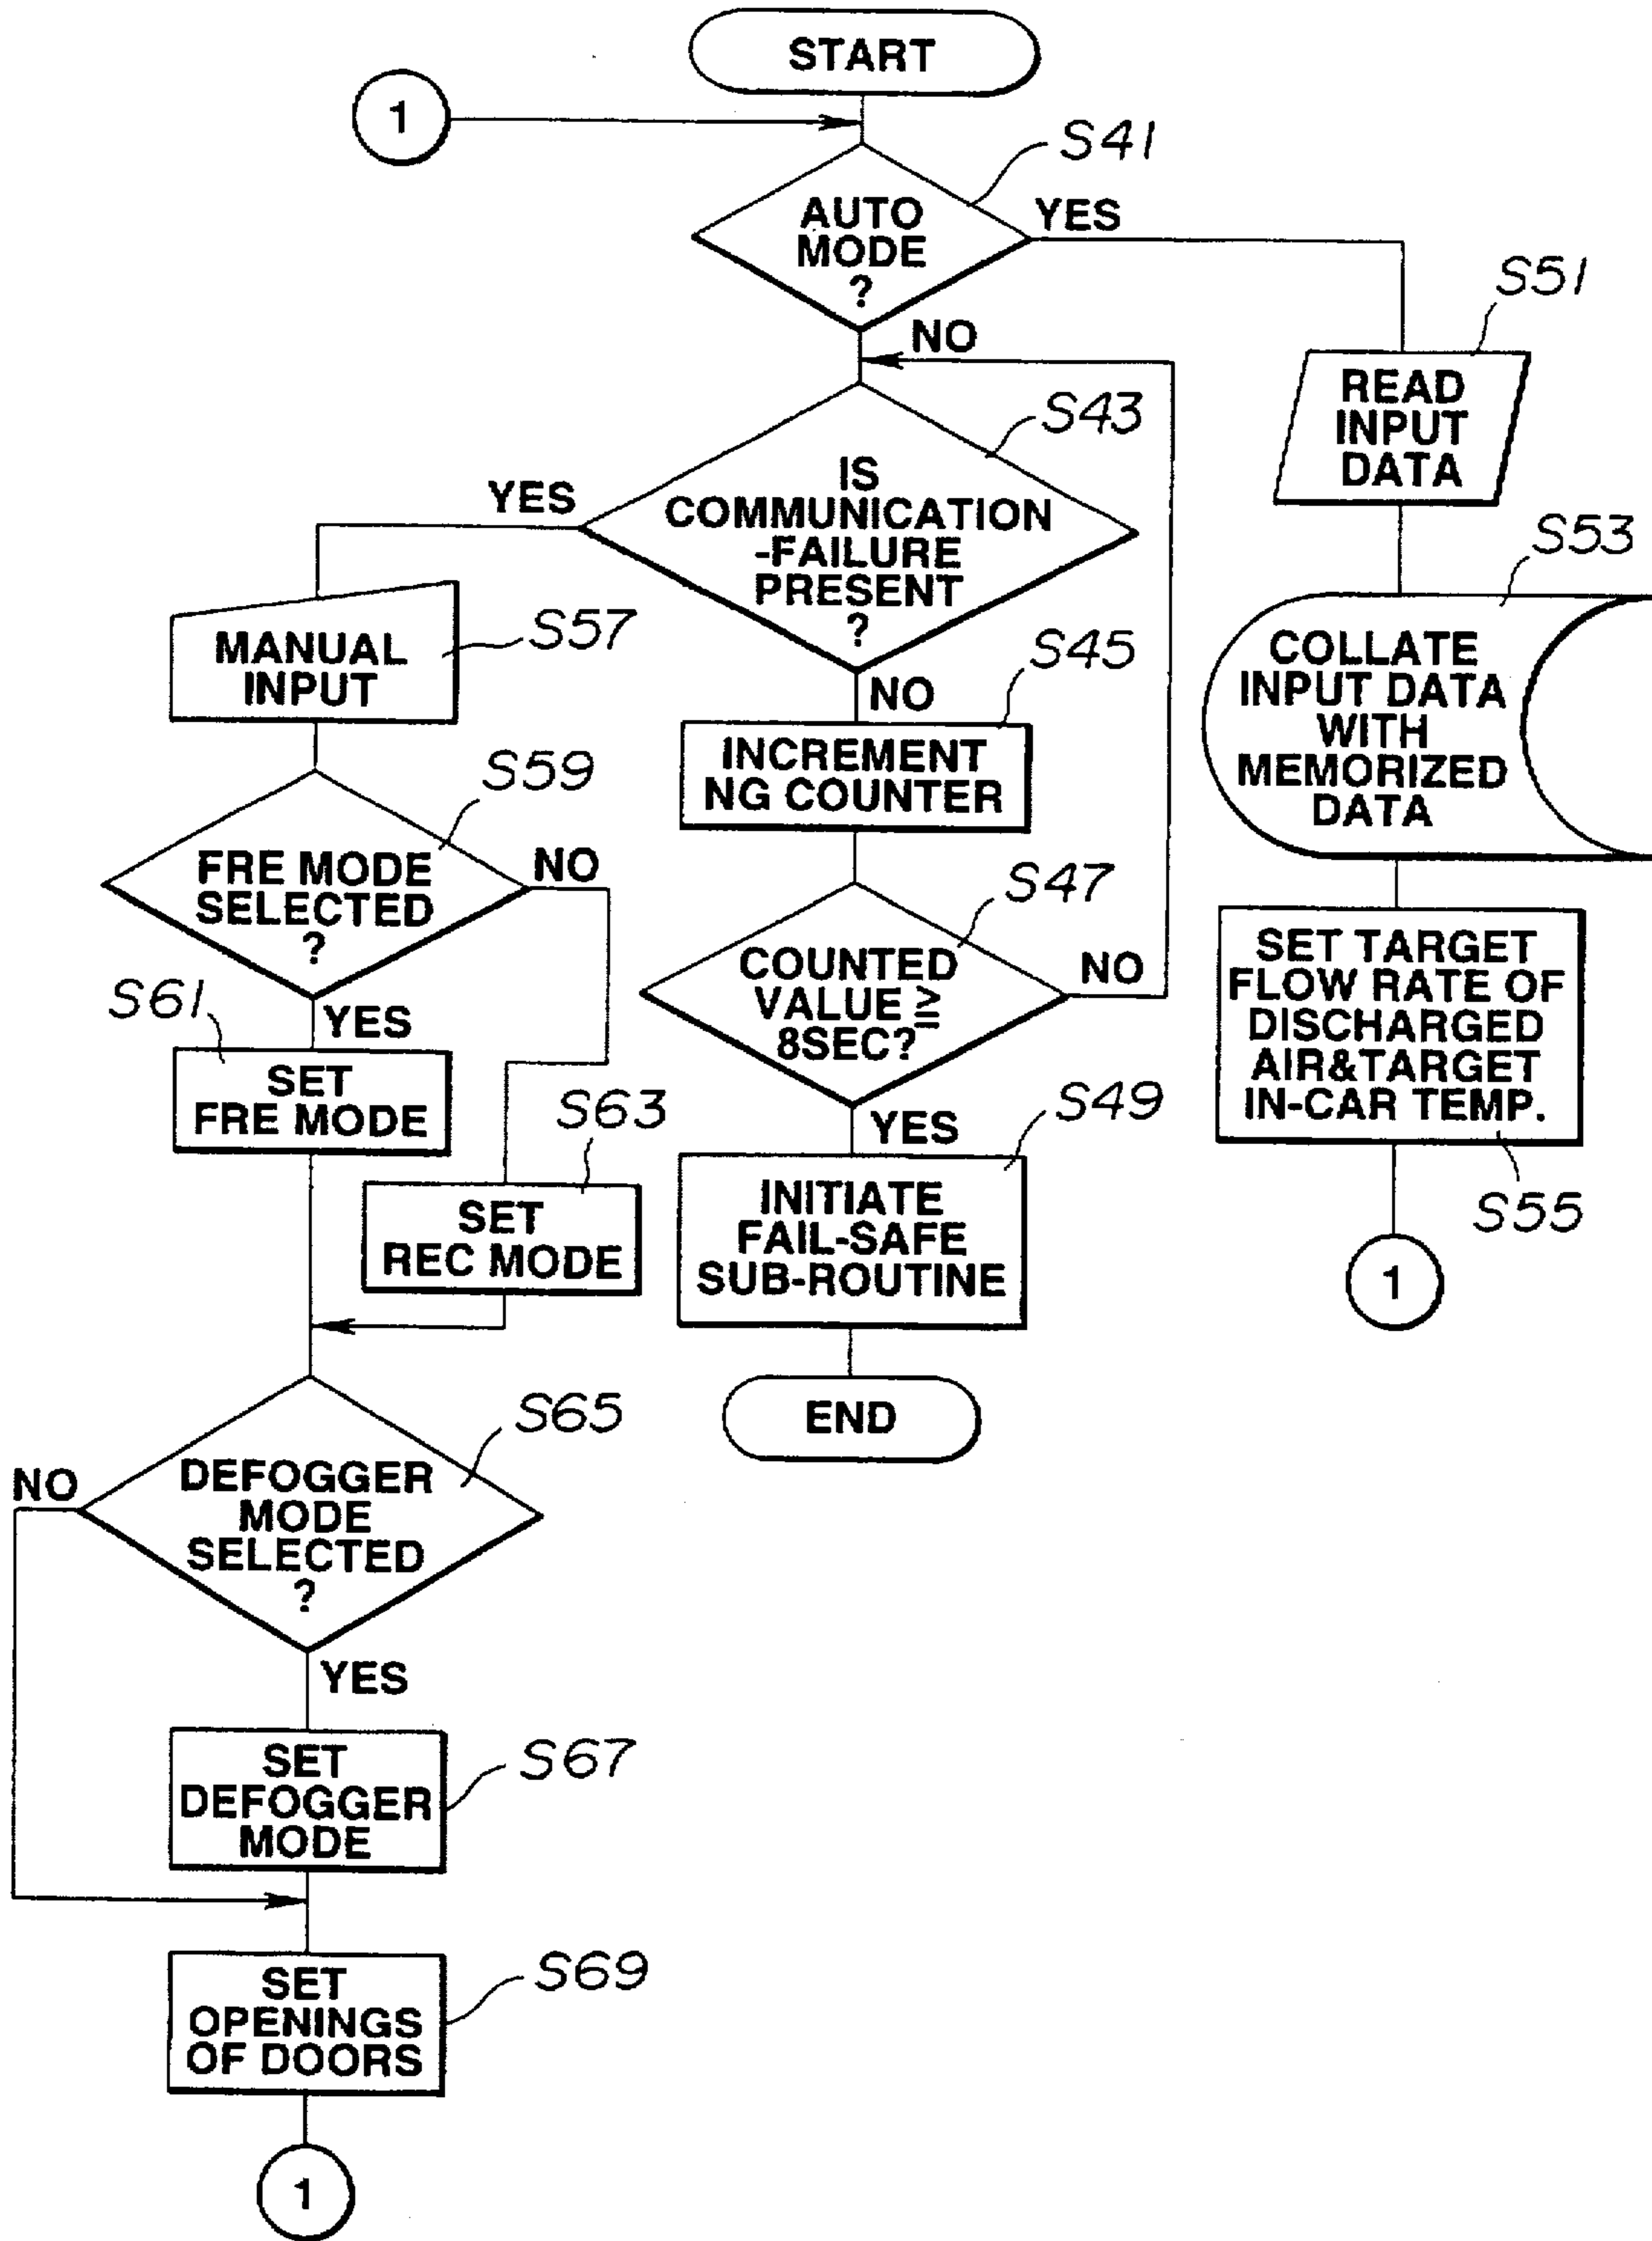 START
1
S41
AUTO
MODE
?
YES
NO
S51
READ
INPUT
DATA
S43
IS
COMMUNICATION
-FAILURE
PRESENT
?
YES
NO
S53
COLLATE
INPUT DATA
WITH
MEMORIZED
DATA
S57
MANUAL
INPUT
S45
INCREMENT
NG COUNTER
S59
FRE MODE
SELECTED
?
NO
YES
S47
COUNTED
VALUE ≧
8SEC?
NO
YES
SET TARGET
FLOW RATE OF
DISCHARGED
AIR&TARGET
IN-CAR TEMP.
S55
1
S61
SET
FRE MODE
S63
SET
REC MODE
S49
INITIATE
FAIL-SAFE
SUB-ROUTINE
END
S65
DEFOGGER
MODE
SELECTED
?
NO
YES
S67
SET
DEFOGGER
MODE
S69
SET
OPENINGS
OF DOORS
1